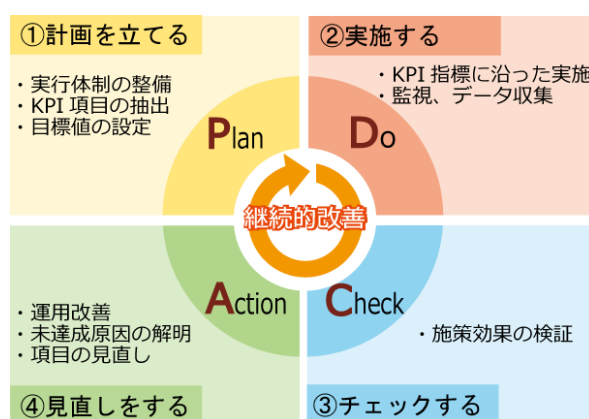 ①計画を立てる
・実行体制の整備
・KPI 項目の抽出
・目標値の設定
Plan
②実施する
・KPI 指標に沿った実施
・監視、データ収集
Do
継続的改善
Action
・運用改善
・未達成原因の解明
・項目の見直し
④見直しをする
Check
・施策効果の検証
③チェックする